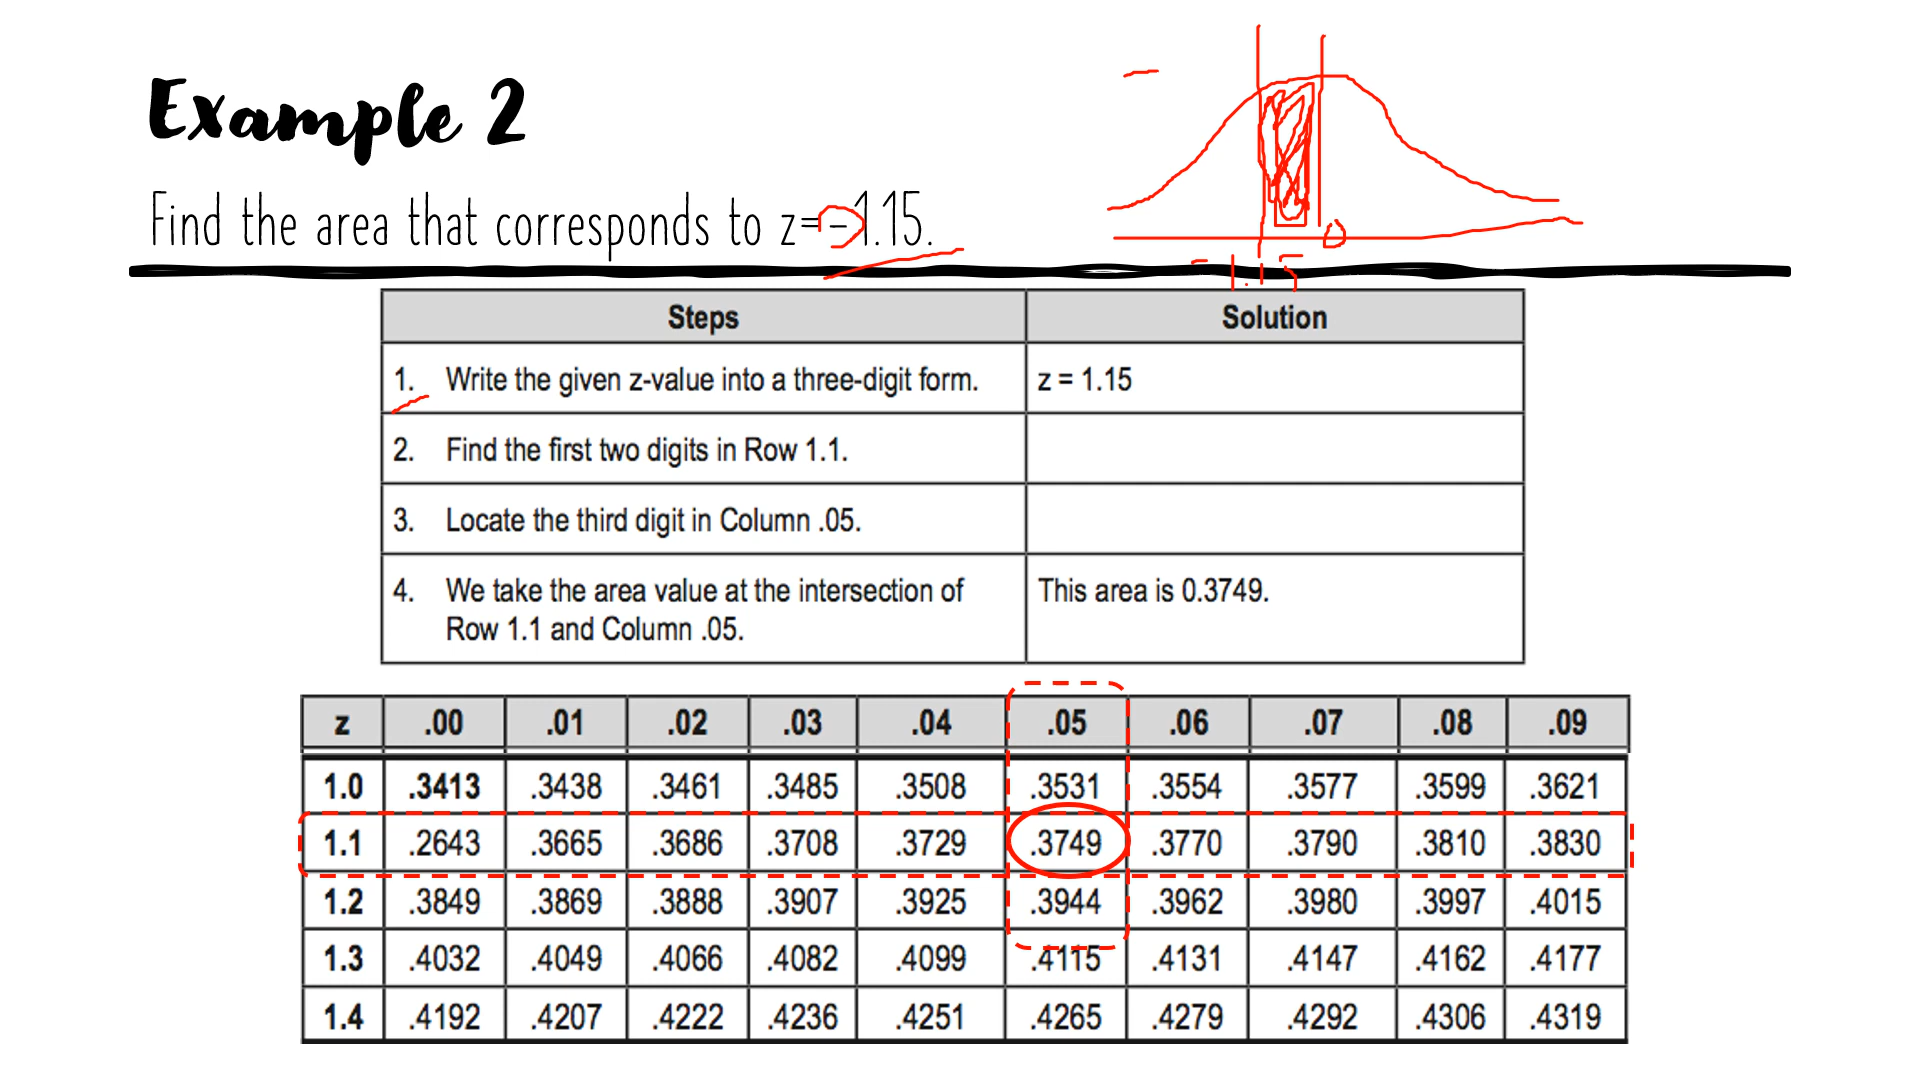 Example 2
Find the area that corresponds to z=-1.15.
0
-1.15
Steps Solution
1. Write the given z-value into a three-digit form. z = 1.15
2. Find the first two digits in Row 1.1.
3. Locate the third digit in Column .05.
4. We take the area value at the intersection of This area is 0.3749.
Row 1.1 and Column .05.
z .00 .01 .02 .03 .04 .05 .06 .07 .08 .09
1.0 .3413 .3438 .3461 .3485 .3508 .3531 .3554 .3577 .3599 .3621
1.1 .2643 .3665 .3686 .3708 .3729 .3749 .3770 .3790 .3810 .3830
1.2 .3849 .3869 .3888 .3907 .3925 .3944 .3962 .3980 .3997 .4015
1.3 .4032 .4049 .4066 .4082 .4099 .4115 .4131 .4147 .4162 .4177
1.4 .4192 .4207 .4222 .4236 .4251 .4265 .4279 .4292 .4306 .4319